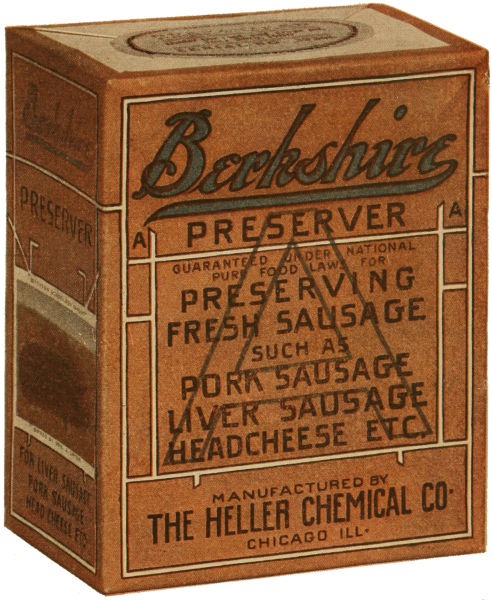 Berkshire
PRESERVER
A A
GUARANTEED UNDER NATIONAL
PURE FOOD LAWS FOR
PRESERVING
FRESH SAUSAGE
SUCH AS
PORK SAUSAGE
LIVER SAUSAGE
HEADCHEESE ETC.
MANUFACTURED BY
THE HELLER CHEMICAL CO.
CHICAGO ILL.
Berkshire
PRESERVER
FOR LIVER SAUSAGE
PORK SAUSAGE
HEAD CHEESE ETC